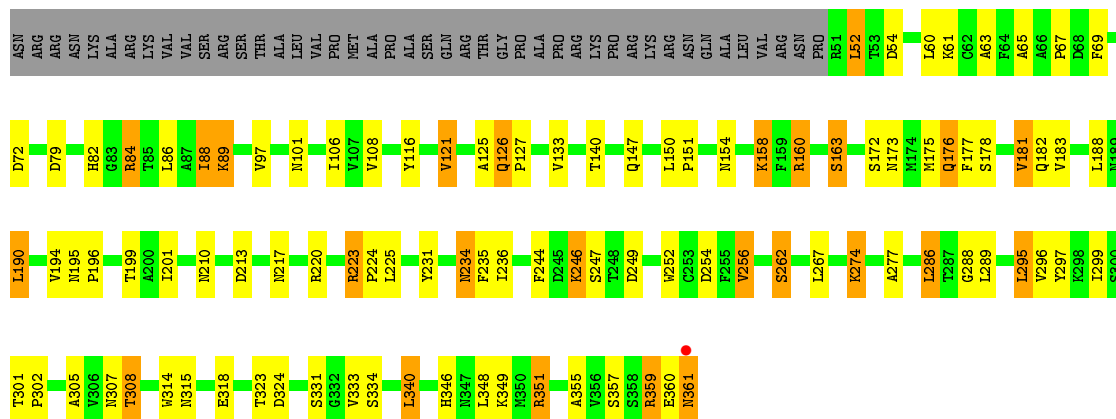 ASN ARG ARG ASN LYS ALA ARG LYS VAL VAL SER ARG SER THR ALA LEU VAL PRO MET ALA PRO ALA SER GLN ARG THR GLY PRO ALA PRO ARG LYS PRO LYS ARG ASN GLN ALA LEU VAL ARG ASN PRO R51 L52 T53 D54 L60 K61 C62 A63 F64 A65 A66 P67 D68 F69
D72 D79 H82 G83 R84 T85 L86 A87 I88 K89 V97 N101 I106 V107 V108 Y116 V121 A125 Q126 P127 V133 T140 Q147 L150 P151 N154 K158 F159 R160 S163 S172 N173 M174 M175 Q176 F177 S178 V181 Q182 V183 L188 M189
L190 V194 N195 P196 T199 A200 I201 N210 D213 N217 R220 R223 P224 L225 Y231 N234 F235 I236 F244 D245 K246 S247 T248 D249 W252 C253 D254 F255 V256 S262 L267 K274 A277 L286 T287 G288 L289 L295 V296 Y297 K298 I299 S300
T301 P302 A305 V306 N307 T308 W314 N315 E318 T323 D324 S331 G332 V333 S334 L340 H346 N347 L348 K349 M350 R351 A355 V356 S357 S358 R359 E360 N361